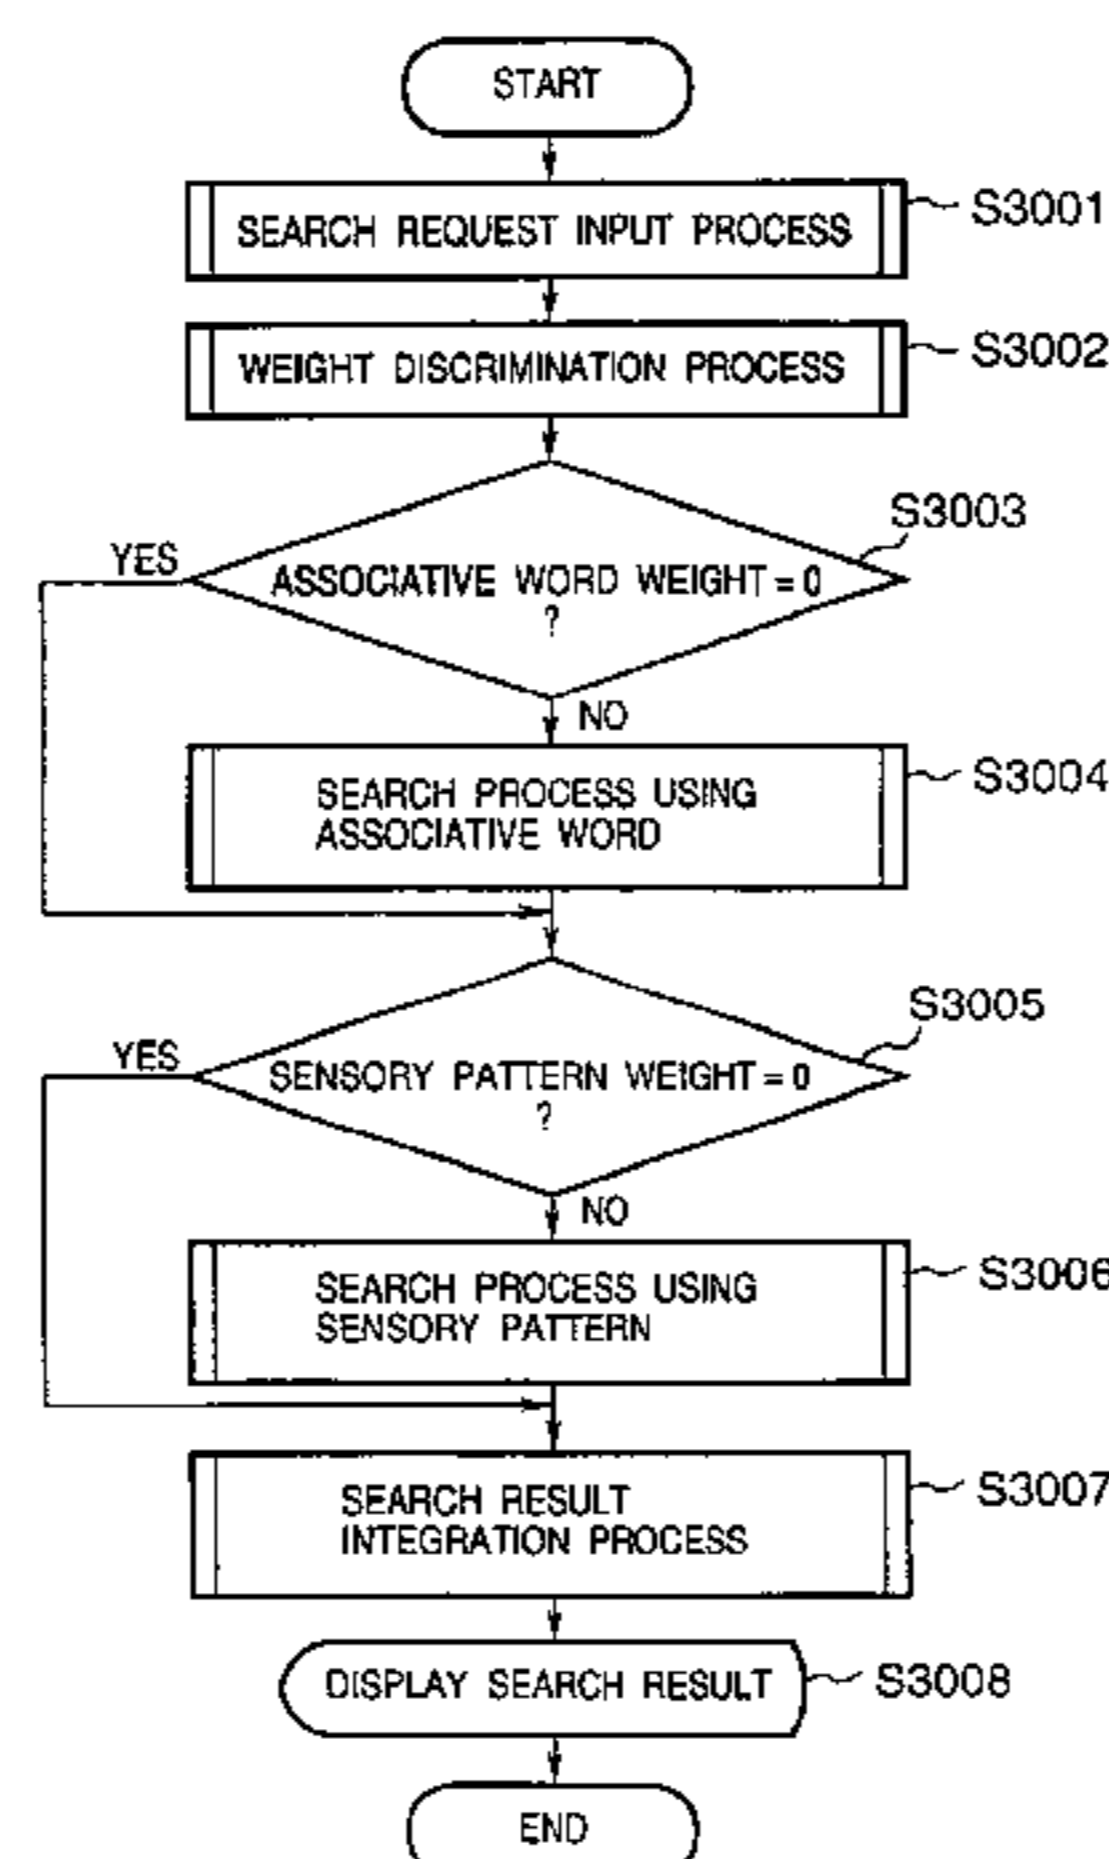 START
SEARCH REQUEST INPUT PROCESS
S3001
WEIGHT DISCRIMINATION PROCESS
S3002
S3003
YES
ASSOCIATIVE WORD WEIGHT = 0
?
NO
SEARCH PROCESS USING
ASSOCIATIVE WORD
S3004
S3005
YES
SENSORY PATTERN WEIGHT = 0
?
NO
SEARCH PROCESS USING
SENSORY PATTERN
S3006
SEARCH RESULT
INTEGRATION PROCESS
S3007
DISPLAY SEARCH RESULT
S3008
END